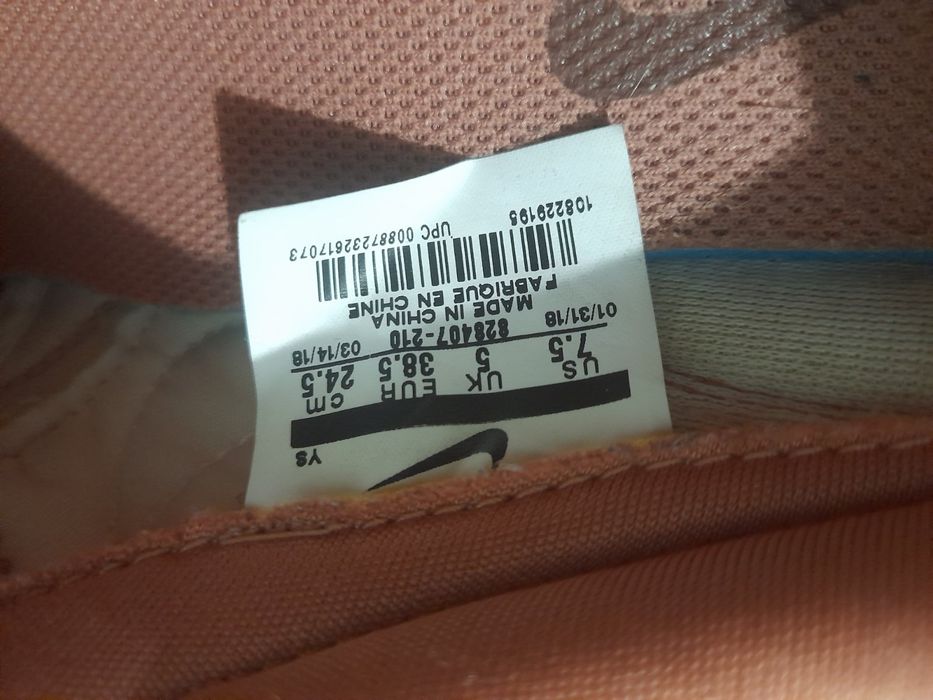 YS
US UK EUR cm
7.5 5 38.5 24.5
01/31/18 828407-210 03/14/18
MADE IN CHINA
FABRIQUE EN CHINE
UPC 00887232617073
108229195